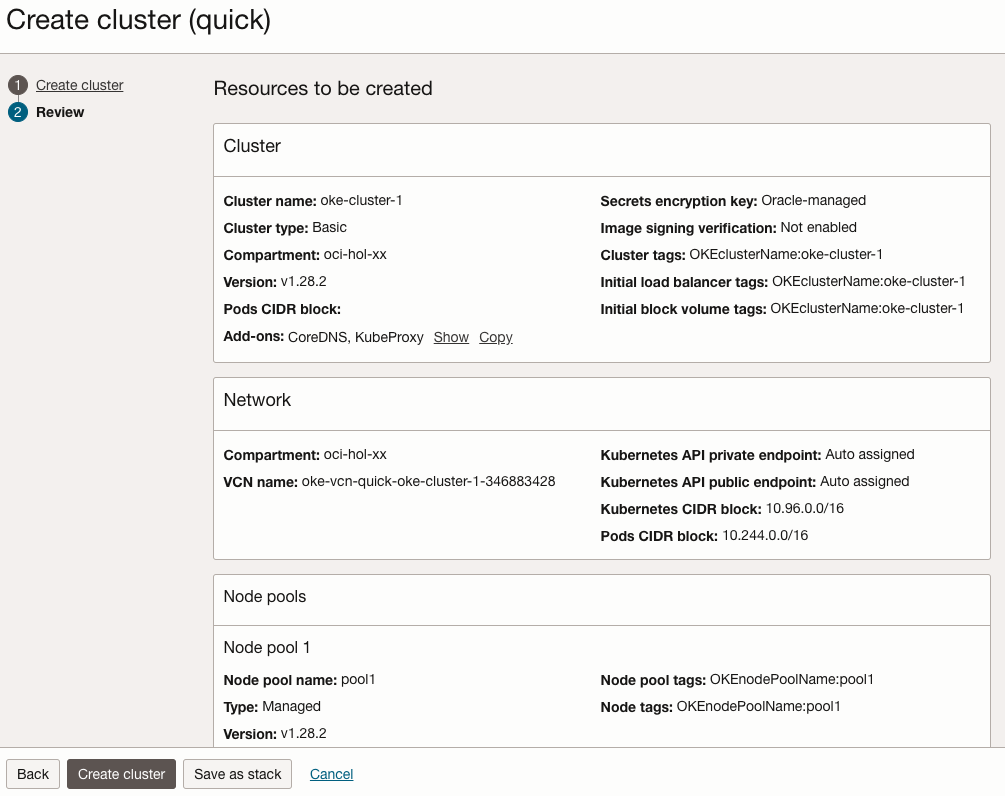 Create cluster (quick)
1 Create cluster
2 Review
Resources to be created
Cluster
Cluster name: oke-cluster-1
Cluster type: Basic
Compartment: oci-hol-xx
Version: v1.28.2
Pods CIDR block:
Add-ons: CoreDNS, KubeProxy Show Copy
Secrets encryption key: Oracle-managed
Image signing verification: Not enabled
Cluster tags: OKEclusterName:oke-cluster-1
Initial load balancer tags: OKEclusterName:oke-cluster-1
Initial block volume tags: OKEclusterName:oke-cluster-1
Network
Compartment: oci-hol-xx
VCN name: oke-vcn-quick-oke-cluster-1-346883428
Kubernetes API private endpoint: Auto assigned
Kubernetes API public endpoint: Auto assigned
Kubernetes CIDR block: 10.96.0.0/16
Pods CIDR block: 10.244.0.0/16
Node pools
Node pool 1
Node pool name: pool1
Type: Managed
Version: v1.28.2
Node pool tags: OKEnodePoolName:pool1
Node tags: OKEnodePoolName:pool1
Back Create cluster Save as stack Cancel